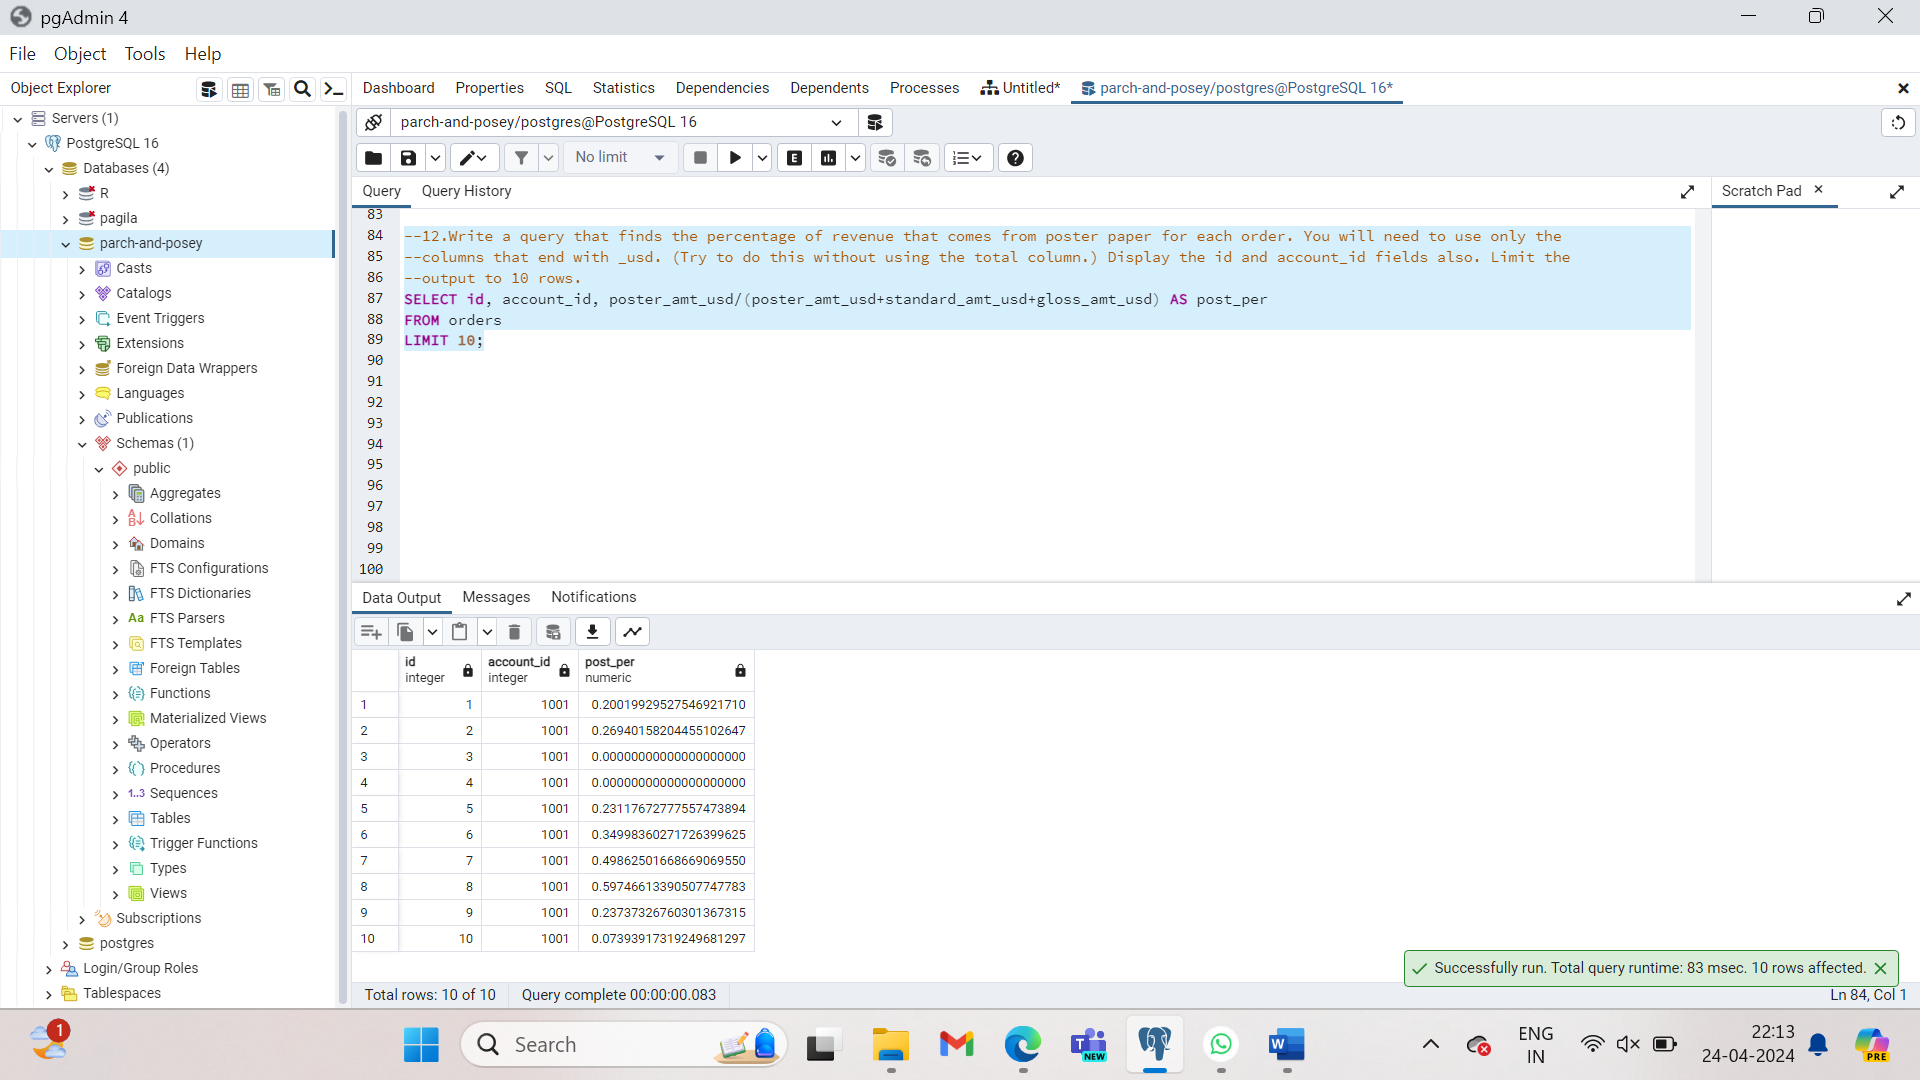 pgAdmin 4
File Object Tools Help
Object Explorer
Dashboard Properties SQL Statistics Dependencies Dependents Processes Untitled* parch-and-posey/postgres@PostgreSQL 16*
Servers (1)
PostgreSQL 16
Databases (4)
R
pagila
parch-and-posey
Casts
Catalogs
Event Triggers
Extensions
Foreign Data Wrappers
Languages
Publications
Schemas (1)
public
Aggregates
Collations
Domains
FTS Configurations
FTS Dictionaries
Aa FTS Parsers
FTS Templates
Foreign Tables
Functions
Materialized Views
Operators
Procedures
1..3 Sequences
Tables
Trigger Functions
Types
Views
Subscriptions
postgres
Login/Group Roles
Tablespaces
parch-and-posey/postgres@PostgreSQL 16
No limit
E
Query Query History
Scratch Pad
83
84 --12.Write a query that finds the percentage of revenue that comes from poster paper for each order. You will need to use only the
85 --columns that end with _usd. (Try to do this without using the total column.) Display the id and account_id fields also. Limit the
86 --output to 10 rows.
87 SELECT id, account_id, poster_amt_usd/(poster_amt_usd+standard_amt_usd+gloss_amt_usd) AS post_per
88 FROM orders
89 LIMIT 10;
90
91
92
93
94
95
96
97
98
99
100
Data Output Messages Notifications
id account_id post_per
integer integer numeric
1 1 1001 0.20019929527546921710
2 2 1001 0.26940158204455102647
3 3 1001 0.00000000000000000000
4 4 1001 0.00000000000000000000
5 5 1001 0.23117672777557473894
6 6 1001 0.34998360271726399625
7 7 1001 0.49862501668669069550
8 8 1001 0.59746613390507747783
9 9 1001 0.23737326760301367315
10 10 1001 0.07393917319249681297
Successfully run. Total query runtime: 83 msec. 10 rows affected.
Total rows: 10 of 10 Query complete 00:00:00.083 Ln 84, Col 1
1
Search
T
NEW
W
ENG
IN
22:13
24-04-2024
PRE